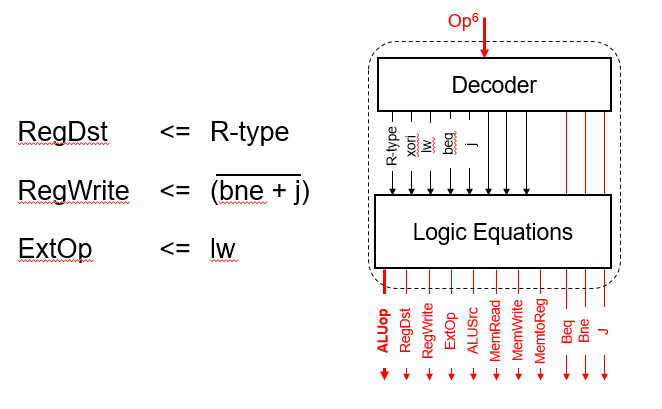 Op6
Decoder
RegDst <= R-type
R-type
xori
lw
beq
j
RegWrite <= (bne + j)
Logic Equations
ExtOp <= lw
ALUop
RegDst
RegWrite
ExtOp
ALUSrc
MemRead
MemWrite
MemtoReg
Beq
Bne
J